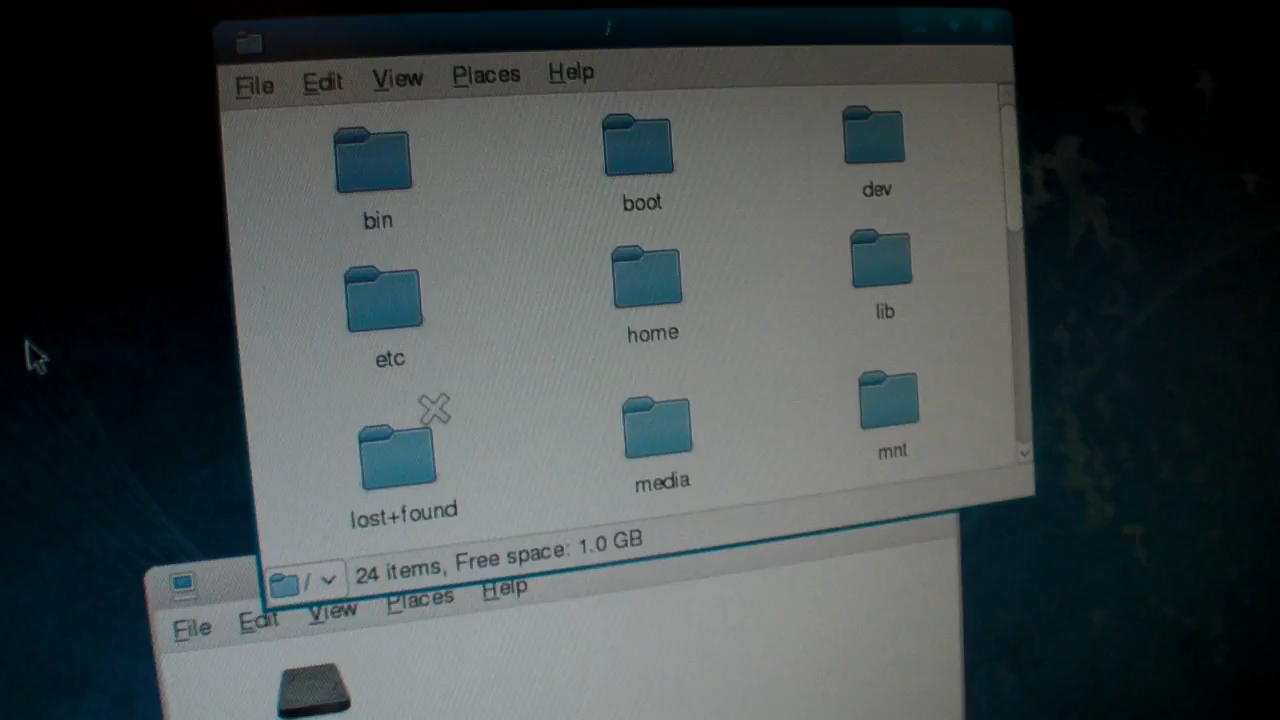 /
File Edit View Places Help
bin boot dev
etc home lib
lost+found media mnt
/ 24 items, Free space: 1.0 GB
File Edit View Places Help